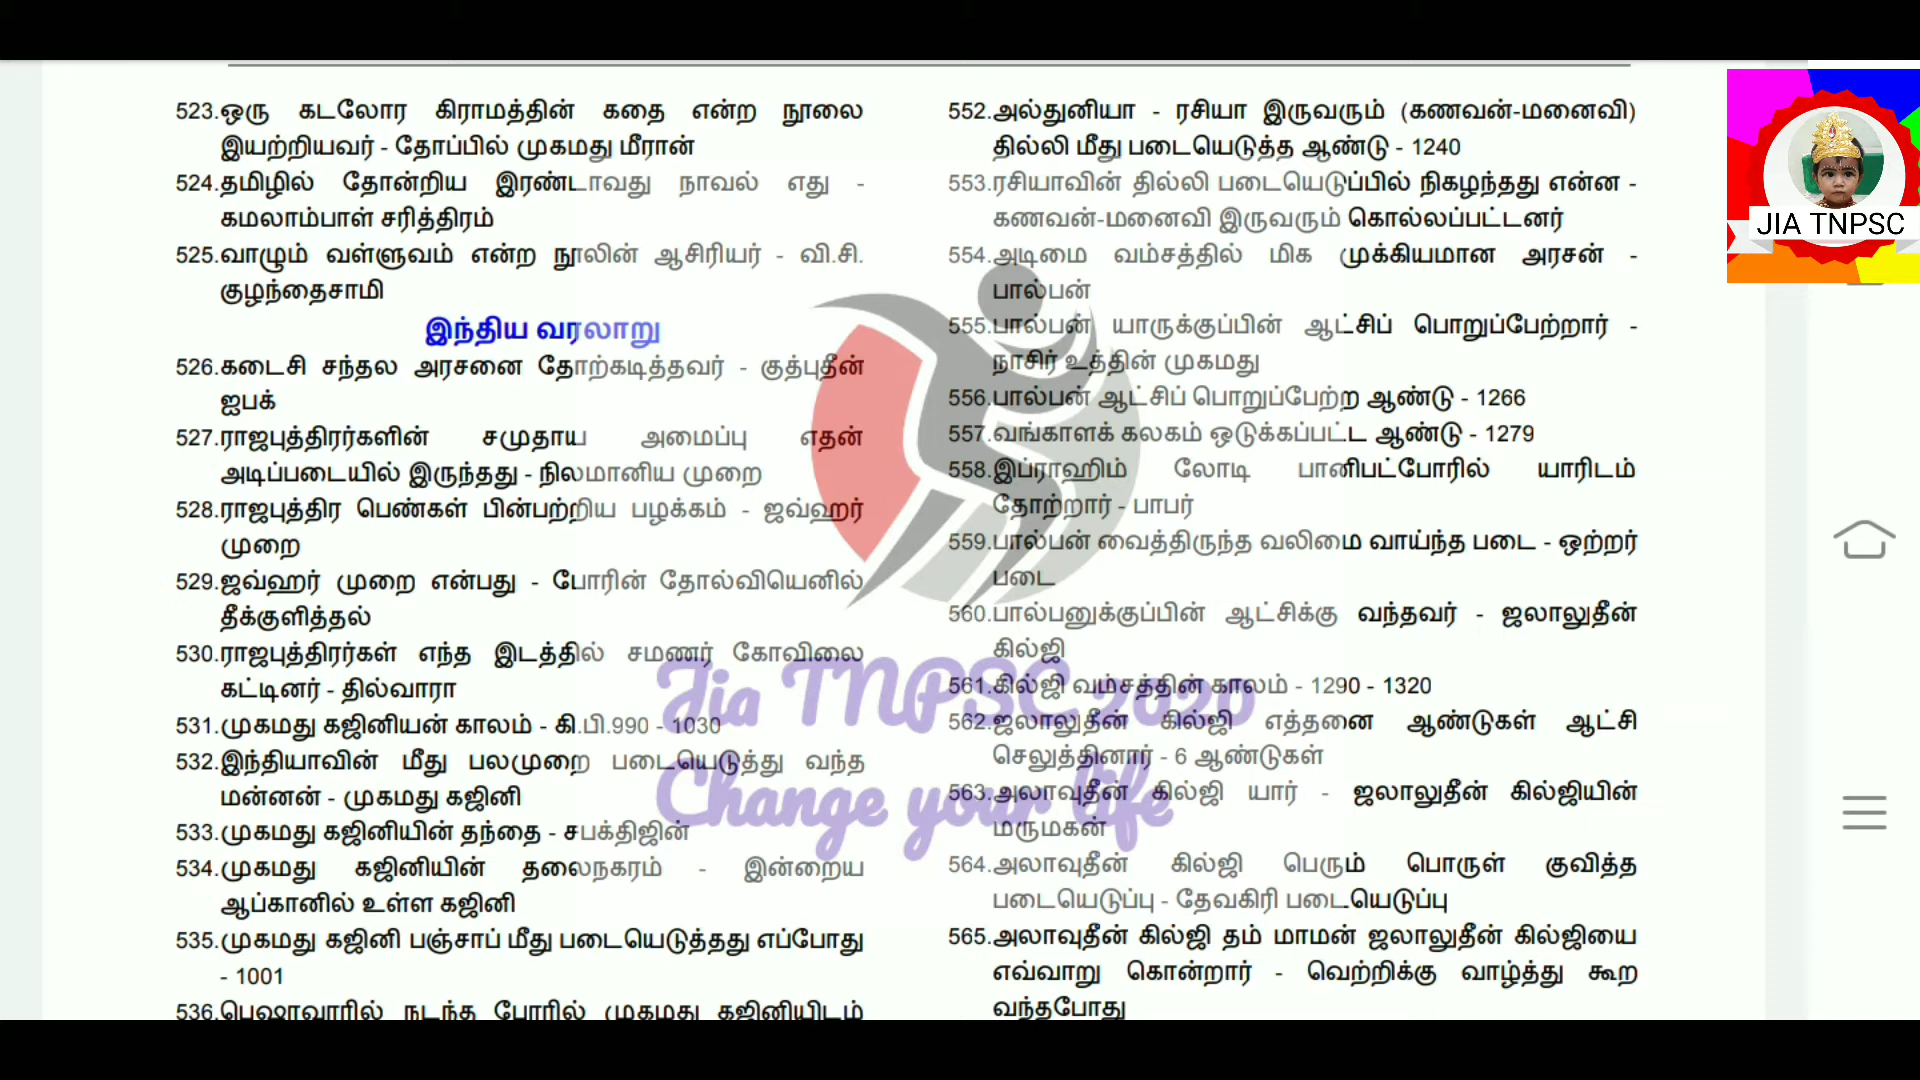 523.ஒரு கடலோர கிராமத்தின் கதை என்ற நூலை
இயற்றியவர் - தோப்பில் முகமது மீரான்
524.தமிழில் தோன்றிய இரண்டாவது நாவல் எது -
கமலாம்பாள் சரித்திரம்
525.வாழும் வள்ளுவம் என்ற நூலின் ஆசிரியர் - வி.சி.
குழந்தைசாமி
இந்திய வரலாறு
526.கடைசி சந்தல அரசனை தோற்கடித்தவர் - குத்புதீன்
ஐபக்
527.ராஜபுத்திரர்களின் சமுதாய அமைப்பு எதன்
அடிப்படையில் இருந்தது - நிலமானிய முறை
528.ராஜபுத்திர பெண்கள் பின்பற்றிய பழக்கம் - ஜவ்ஹர்
முறை
529.ஜவ்ஹர் முறை என்பது - போரின் தோல்வியெனில்
தீக்குளித்தல்
530.ராஜபுத்திரர்கள் எந்த இடத்தில் சமணர் கோவிலை
கட்டினர் - தில்வாரா
531.முகமது கஜினியன் காலம் - கி.பி.990 - 1030
532.இந்தியாவின் மீது பலமுறை படையெடுத்து வந்த
மன்னன் - முகமது கஜினி
533.முகமது கஜினியின் தந்தை - சபக்திஜின்
534.முகமது கஜினியின் தலைநகரம் - இன்றைய
ஆப்கானில் உள்ள கஜினி
535.முகமது கஜினி பஞ்சாப் மீது படையெடுத்தது எப்போது
- 1001
536.பெஷாவாரில் நடந்த போரில் முகமது கஜினியிடம்
552.அல்துனியா - ரசியா இருவரும் (கணவன்-மனைவி)
தில்லி மீது படையெடுத்த ஆண்டு - 1240
553.ரசியாவின் தில்லி படையெடுப்பில் நிகழந்தது என்ன -
கணவன்-மனைவி இருவரும் கொல்லப்பட்டனர்
554.அடிமை வம்சத்தில் மிக முக்கியமான அரசன் -
பால்பன்
555.பால்பன் யாருக்குப்பின் ஆட்சிப் பொறுப்பேற்றார் -
நாசிர் உத்தின் முகமது
556.பால்பன் ஆட்சிப் பொறுப்பேற்ற ஆண்டு - 1266
557.வங்காளக் கலகம் ஒடுக்கப்பட்ட ஆண்டு - 1279
558.இப்ராஹிம் லோடி பானிபட்போரில் யாரிடம்
தோற்றார் - பாபர்
559.பால்பன் வைத்திருந்த வலிமை வாய்ந்த படை - ஒற்றர்
படை
560.பால்பனுக்குப்பின் ஆட்சிக்கு வந்தவர் - ஜலாலுதீன்
கில்ஜி
561.கில்ஜி வம்சத்தின் காலம் - 1290 - 1320
562.ஜலாலுதீன் கில்ஜி எத்தனை ஆண்டுகள் ஆட்சி
செலுத்தினார் - 6 ஆண்டுகள்
563.அலாவுதீன் கில்ஜி யார் - ஜலாலுதீன் கில்ஜியின்
மருமகன்
564.அலாவுதீன் கில்ஜி பெரும் பொருள் குவித்த
படையெடுப்பு - தேவகிரி படையெடுப்பு
565.அலாவுதீன் கில்ஜி தம் மாமன் ஜலாலுதீன் கில்ஜியை
எவ்வாறு கொன்றார் - வெற்றிக்கு வாழ்த்து கூற
வந்தபோது
Jia TNPSC 2020
Change your life
JIA TNPSC